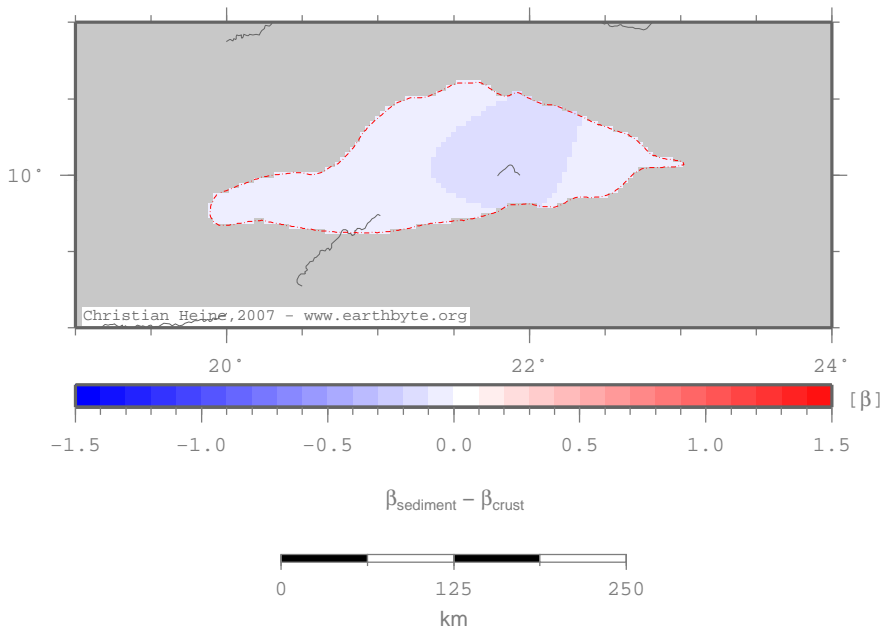 10°
Christian Heine,2007 – www.earthbyte.org
20° 22° 24°
[β]
−1.5 −1.0 −0.5 0.0 0.5 1.0 1.5
βsediment − βcrust
0 125 250
km